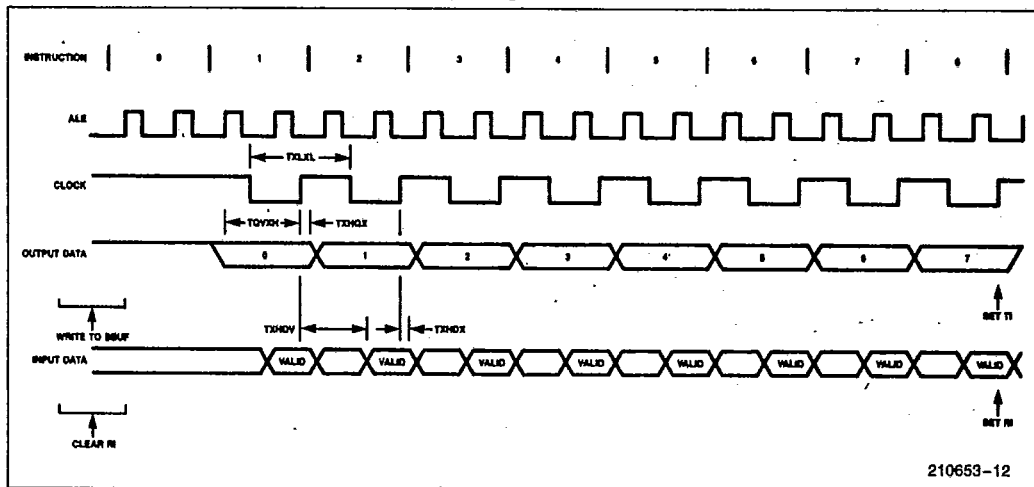 INSTRUCTION 0 1 2 3 4 5 6 7 8
ALE
TXLXL
CLOCK
TQVXH TXHQX
OUTPUT DATA 0 1 2 3 4 5 6 7
WRITE TO SBUF
TXHDV TXHDX
SET TI
INPUT DATA VALID VALID VALID VALID VALID VALID VALID VALID
CLEAR RI
SET RI
210653-12